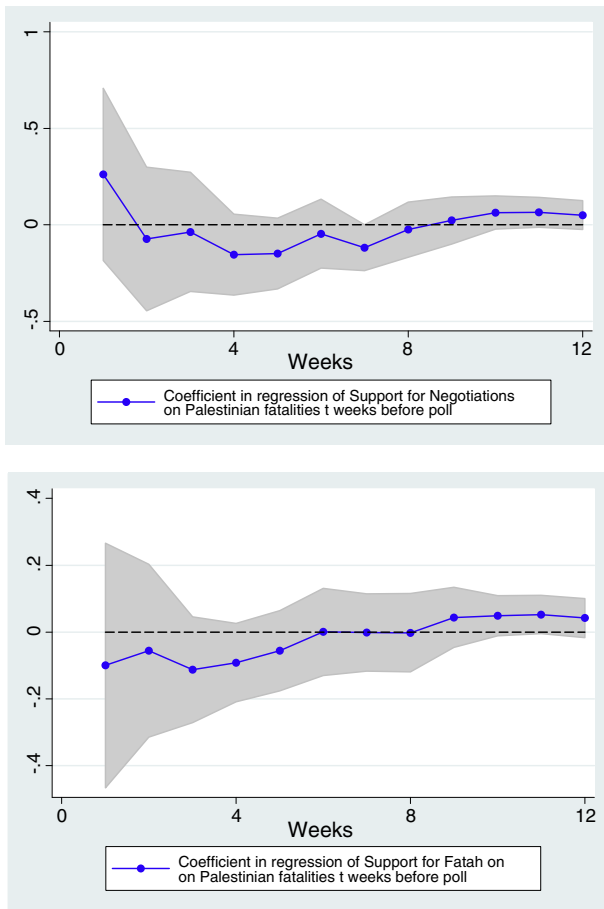 1
.5
0
-.5
0 4 8 12
Weeks
Coefficient in regression of Support for Negotiations
on Palestinian fatalities t weeks before poll
.4
.2
0
-.2
-.4
0 4 8 12
Weeks
Coefficient in regression of Support for Fatah on
on Palestinian fatalities t weeks before poll